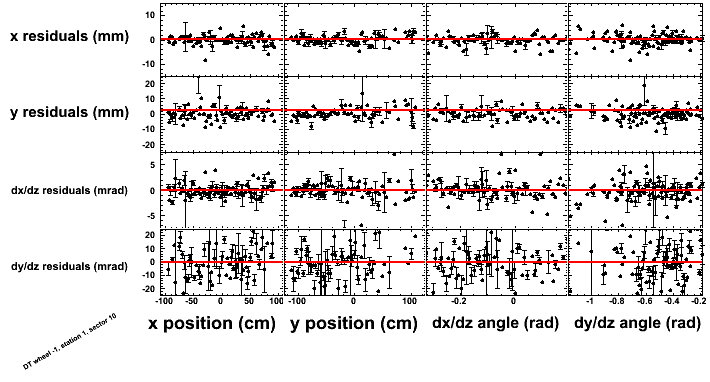 x residuals (mm)
10
0
-10
y residuals (mm)
20
10
0
-10
-20
dx/dz residuals (mrad)
5
0
-5
dy/dz residuals (mrad)
20
10
0
-10
-20
-100 -50 0 50 100 -100 0 100 -0.2 0 -1 -0.8 -0.6 -0.4 -0.2
x position (cm) y position (cm) dx/dz angle (rad) dy/dz angle (rad)
DT wheel -1, station 1, sector 10